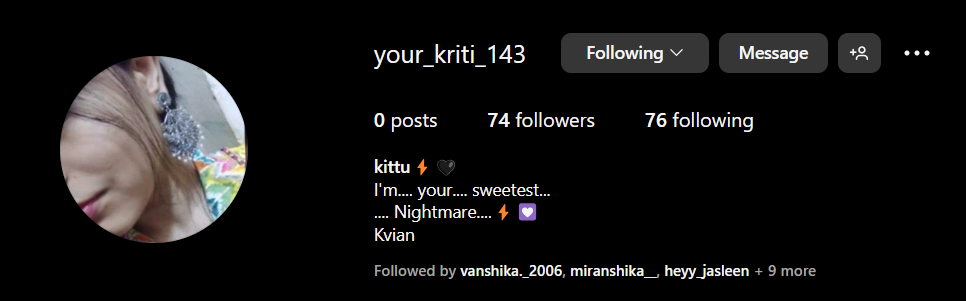 your_kriti_143 Following Message
0 posts 74 followers 76 following
kittu⚡🖤
I'm.... your.... sweetest...
.... Nightmare....⚡💟
Kvian
Followed by vanshika._2006, miranshika__, heyy_jasleen + 9 more